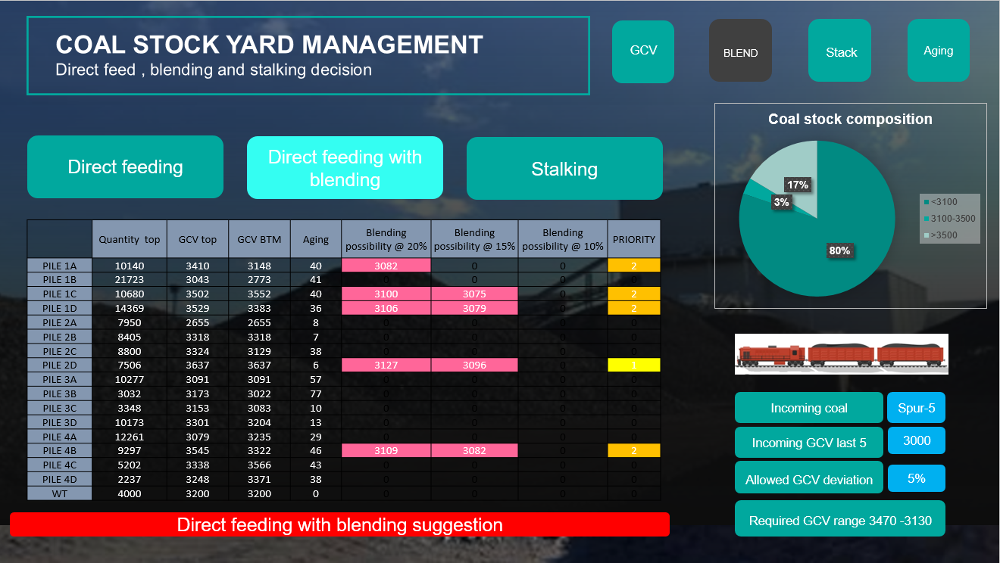 COAL STOCK YARD MANAGEMENT
Direct feed , blending and stalking decision
GCV
BLEND
Stack
Aging
Direct feeding
Direct feeding with
blending
Stalking
Coal stock composition
17%
3%
80%
<3100
3100-3500
>3500
Quantity top GCV top GCV BTM Aging Blending possibility @ 20% Blending possibility @ 15% Blending possibility @ 10% PRIORITY
PILE 1A 10140 3410 3148 40 3082 0 0 2
PILE 1B 21723 3043 2773 41 0 0 0 0
PILE 1C 10680 3502 3552 40 3100 3075 0 2
PILE 1D 14369 3529 3383 36 3106 3079 0 2
PILE 2A 7950 2655 2655 8 0 0 0 0
PILE 2B 8405 3318 3318 7 0 0 0 0
PILE 2C 8800 3324 3129 38 0 0 0 0
PILE 2D 7506 3637 3637 6 3127 3096 0 1
PILE 3A 10277 3091 3091 57 0 0 0 0
PILE 3B 3032 3173 3022 77 0 0 0 0
PILE 3C 3348 3153 3083 10 0 0 0 0
PILE 3D 10173 3301 3204 13 0 0 0 0
PILE 4A 12261 3079 3235 29 0 0 0 0
PILE 4B 9297 3545 3322 46 3109 3082 0 2
PILE 4C 5202 3338 3566 43 0 0 0 0
PILE 4D 2237 3248 3371 38 0 0 0 0
WT 4000 3200 3200 0 0 0 0 0
Direct feeding with blending suggestion
Incoming coal Spur-5
Incoming GCV last 5 3000
Allowed GCV deviation 5%
Required GCV range 3470 -3130